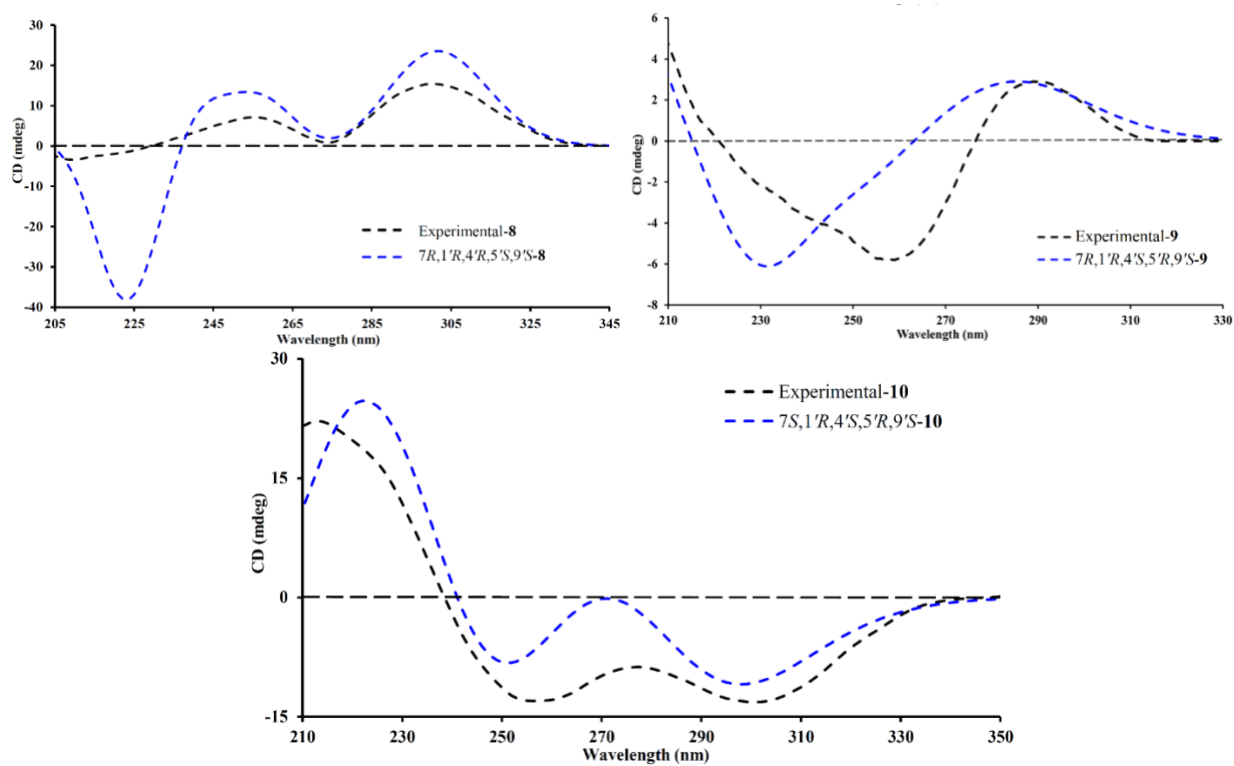 30
20
10
0
-10
-20
-30
-40
CD (mdeg)
Experimental-8
7R,1'R,4'R,5'S,9'S-8
205 225 245 265 285 305 325 345
Wavelength (nm)
6
4
2
0
-2
-4
-6
-8
CD (mdeg)
Experimental-9
7R,1'R,4'S,5'R,9'S-9
210 230 250 270 290 310 330
Wavelength (nm)
30
15
0
-15
CD (mdeg)
Experimental-10
7S,1'R,4'S,5'R,9'S-10
210 230 250 270 290 310 330 350
Wavelength (nm)